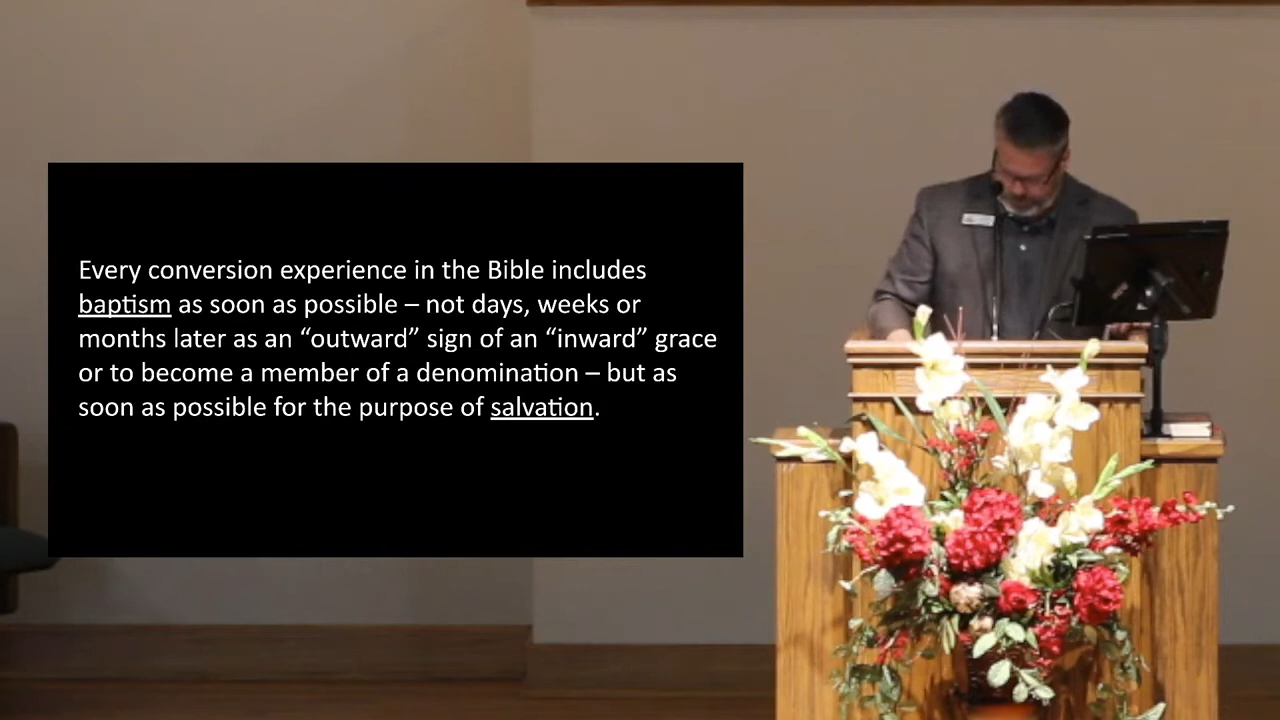 Every conversion experience in the Bible includes
baptism as soon as possible – not days, weeks or
months later as an “outward” sign of an “inward” grace
or to become a member of a denomination – but as
soon as possible for the purpose of salvation.